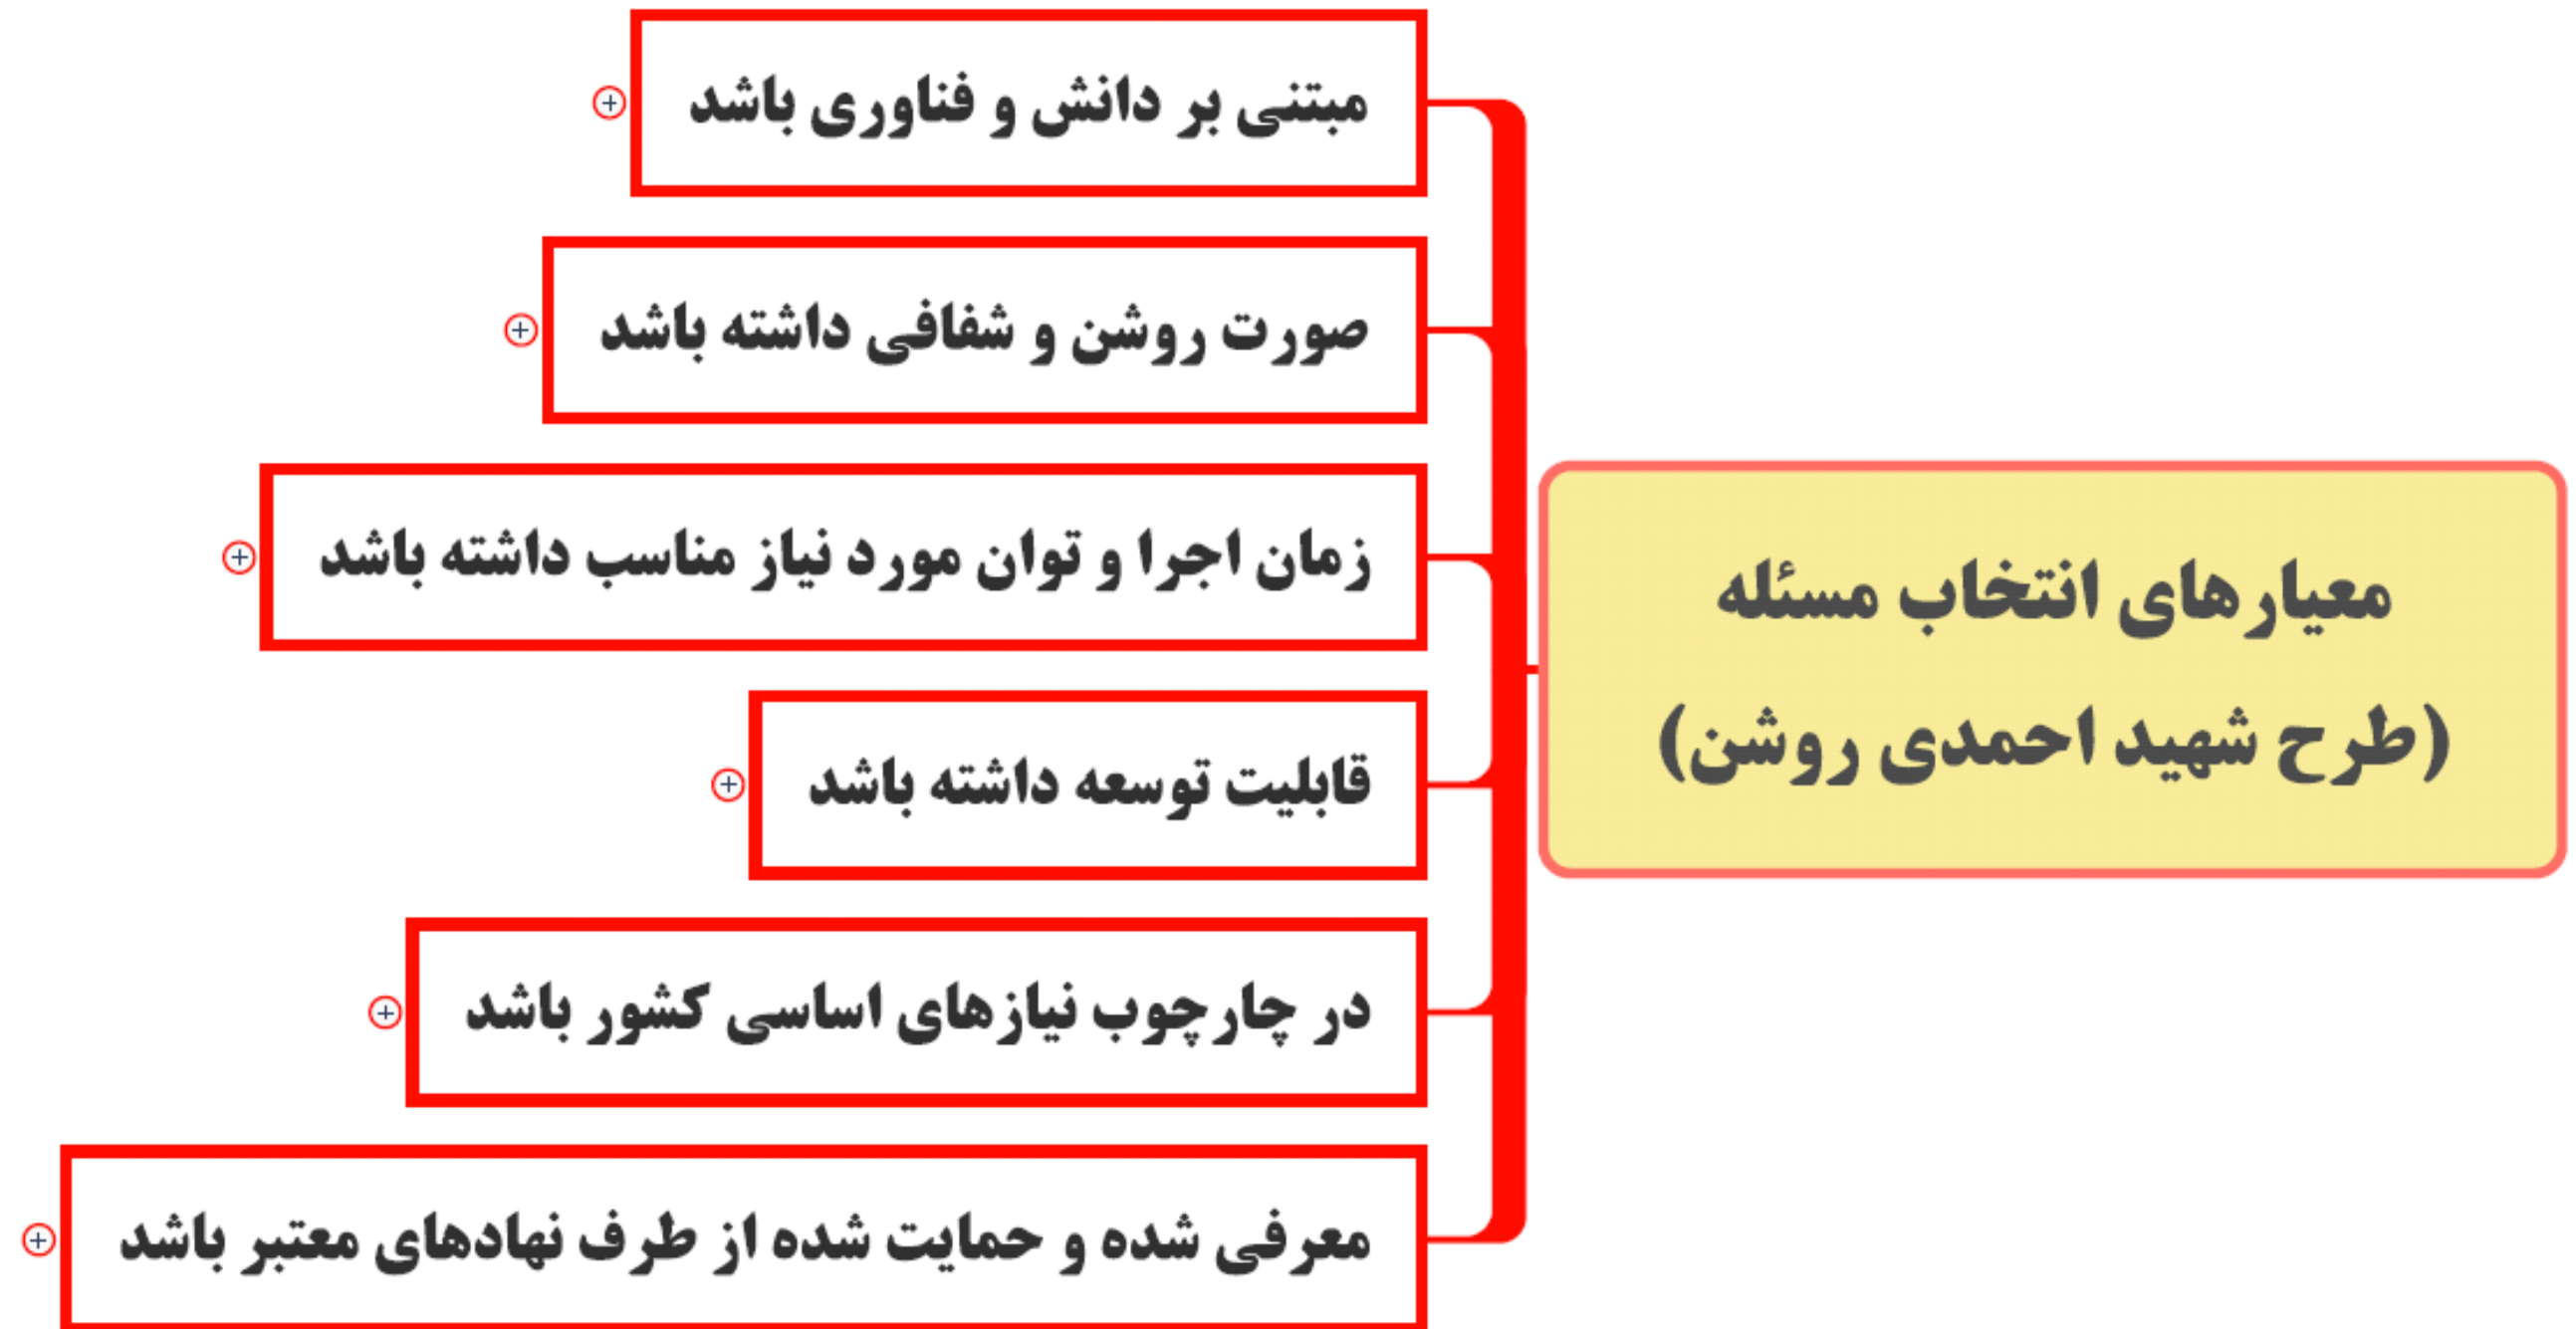 معیارهای انتخاب مسئله
(طرح شهید احمدی روشن)
مبتنی بر دانش و فناوری باشد
صورت روشن و شفافی داشته باشد
زمان اجرا و توان مورد نیاز مناسب داشته باشد
قابلیت توسعه داشته باشد
در چارچوب نیازهای اساسی کشور باشد
معرفی شده و حمایت شده از طرف نهادهای معتبر باشد